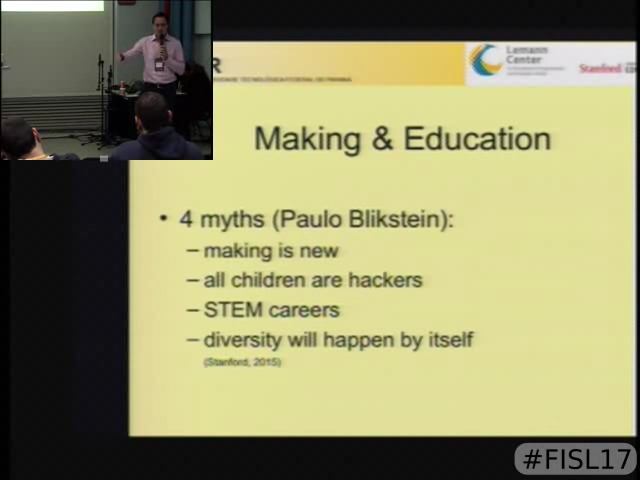 R
Lemann
Center
Stanford
Making & Education
• 4 myths (Paulo Blikstein):
– making is new
– all children are hackers
– STEM careers
– diversity will happen by itself
(Stanford, 2015)
#FISL17